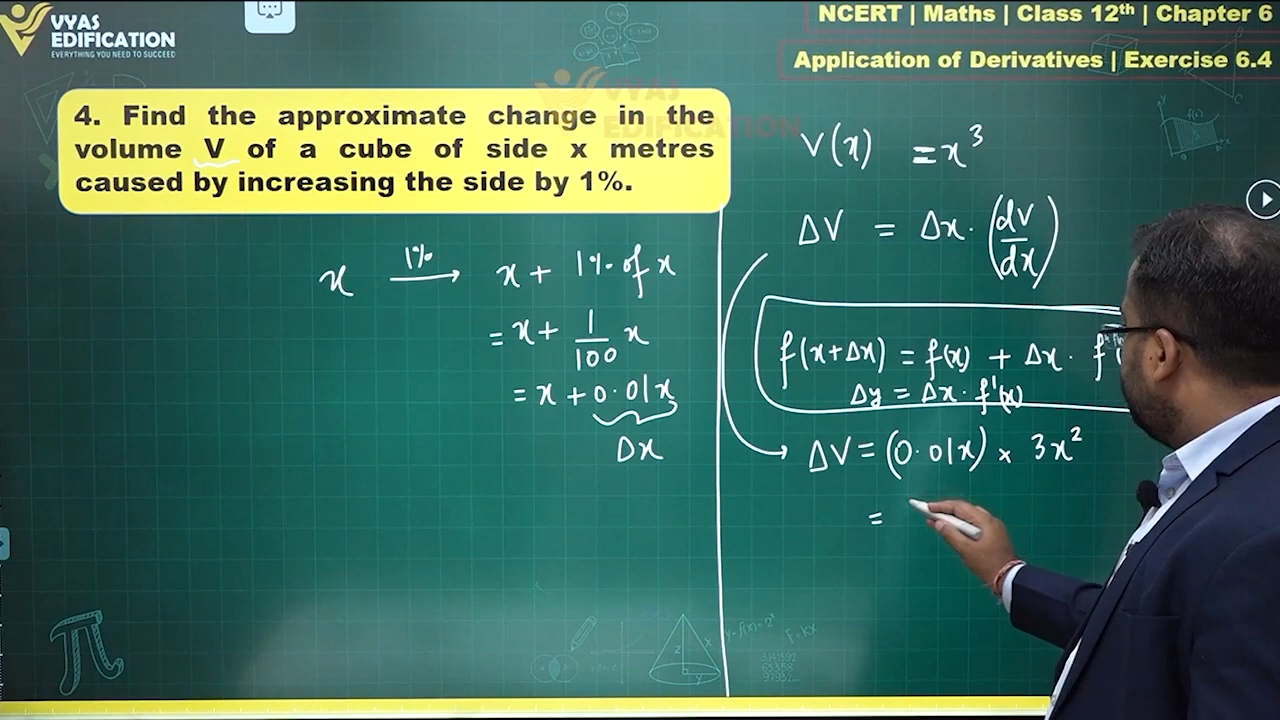 VYAS
EDIFICATION
EVERYTHING YOU NEED TO SUCCEED
NCERT | Maths | Class 12th | Chapter 6
Application of Derivatives | Exercise 6.4
VYAS
EDIFICATION
4. Find the approximate change in the
volume V of a cube of side x metres
caused by increasing the side by 1%.
x 1% → x + 1% of x
= x + 1/100 x
= x + 0.01x
Δx
V(x) = x³
ΔV = Δx · (dV/dx)
f(x+Δx) = f(x) + Δx · f'
Δy = Δx · f'(x)
ΔV = (0.01x) × 3x²
=